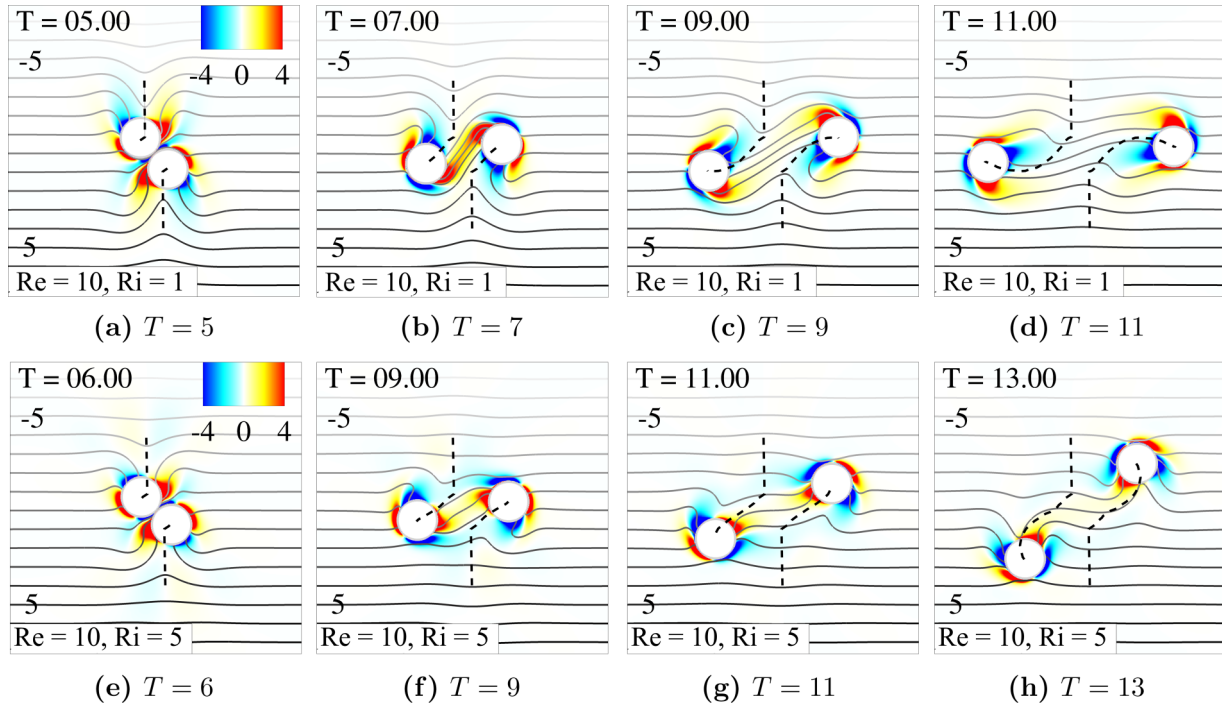 T = 05.00
-4 0 4
-5
5
Re = 10, Ri = 1
(a) T = 5
T = 07.00
-5
5
Re = 10, Ri = 1
(b) T = 7
T = 09.00
-5
5
Re = 10, Ri = 1
(c) T = 9
T = 11.00
-5
5
Re = 10, Ri = 1
(d) T = 11
T = 06.00
-4 0 4
-5
5
Re = 10, Ri = 5
(e) T = 6
T = 09.00
-5
5
Re = 10, Ri = 5
(f) T = 9
T = 11.00
-5
5
Re = 10, Ri = 5
(g) T = 11
T = 13.00
-5
5
Re = 10, Ri = 5
(h) T = 13